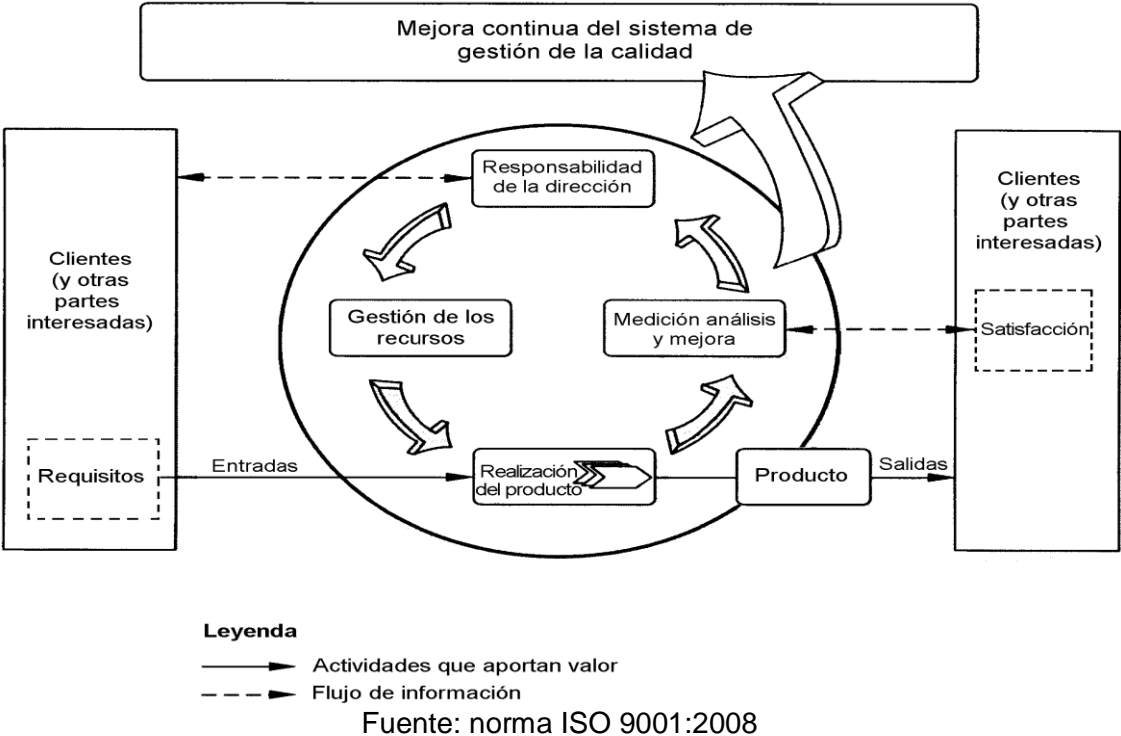 Mejora continua del sistema de
gestión de la calidad
Responsabilidad
de la dirección
Clientes
(y otras
partes
interesadas)
Clientes
(y otras
partes
interesadas)
Gestión de los
recursos
Medición análisis
y mejora
Satisfacción
Requisitos
Entradas
Realización
del producto
Producto
Salidas
Leyenda
Actividades que aportan valor
Flujo de información
Fuente: norma ISO 9001:2008